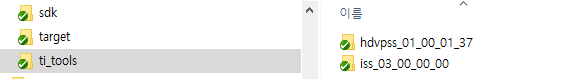 sdk
target
ti_tools
이름
hdvpss_01_00_01_37
iss_03_00_00_00